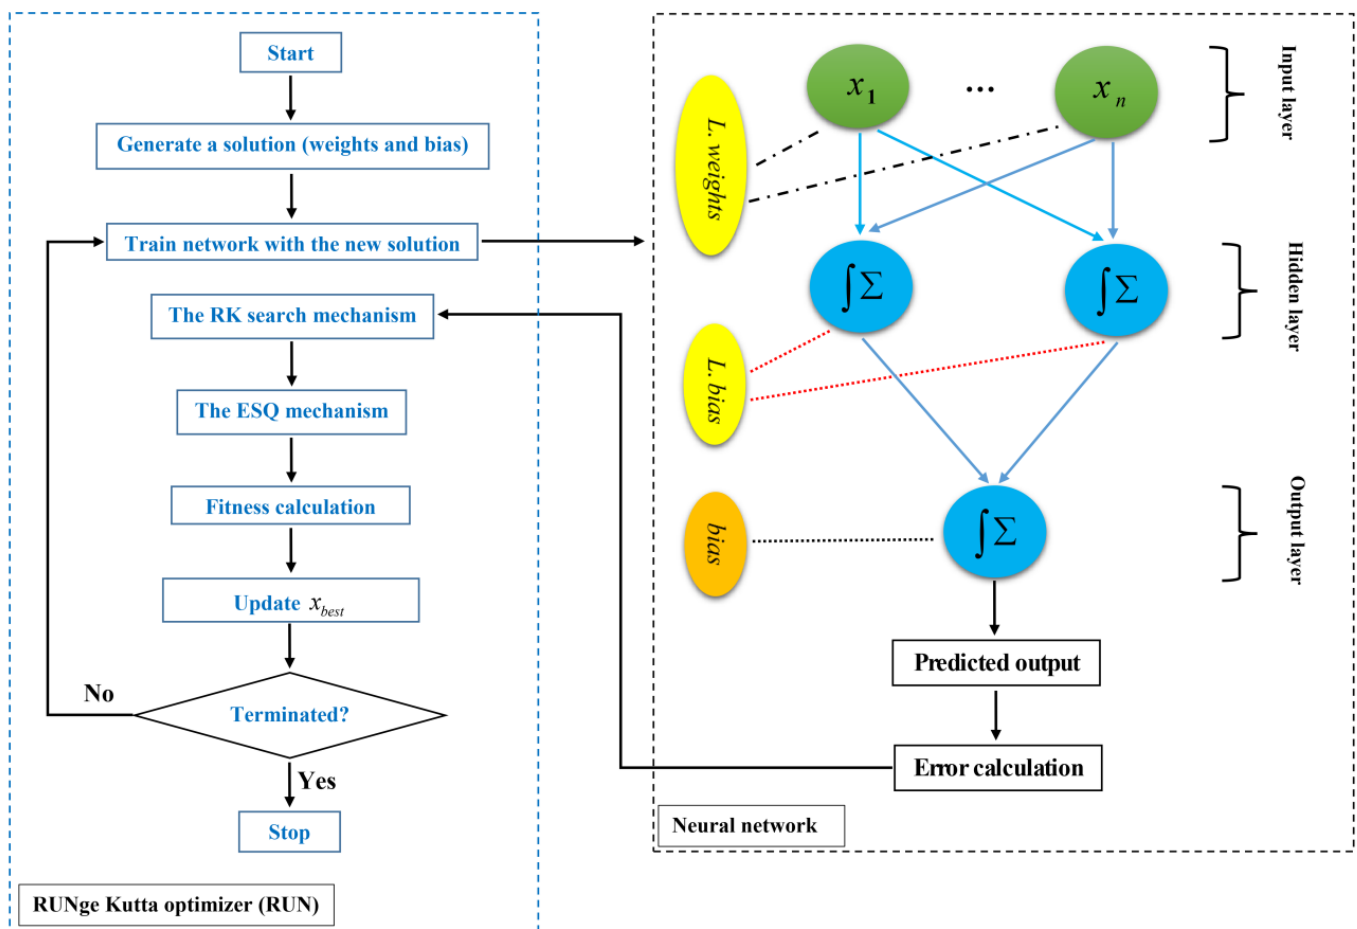 Start
Generate a solution (weights and bias)
Train network with the new solution
The RK search mechanism
The ESQ mechanism
Fitness calculation
Update x_best
Terminated?
No
Yes
Stop
RUNge Kutta optimizer (RUN)
x_1
...
x_n
Input layer
L. weights
∫Σ
∫Σ
Hidden layer
L. bias
bias
∫Σ
Output layer
Predicted output
Error calculation
Neural network